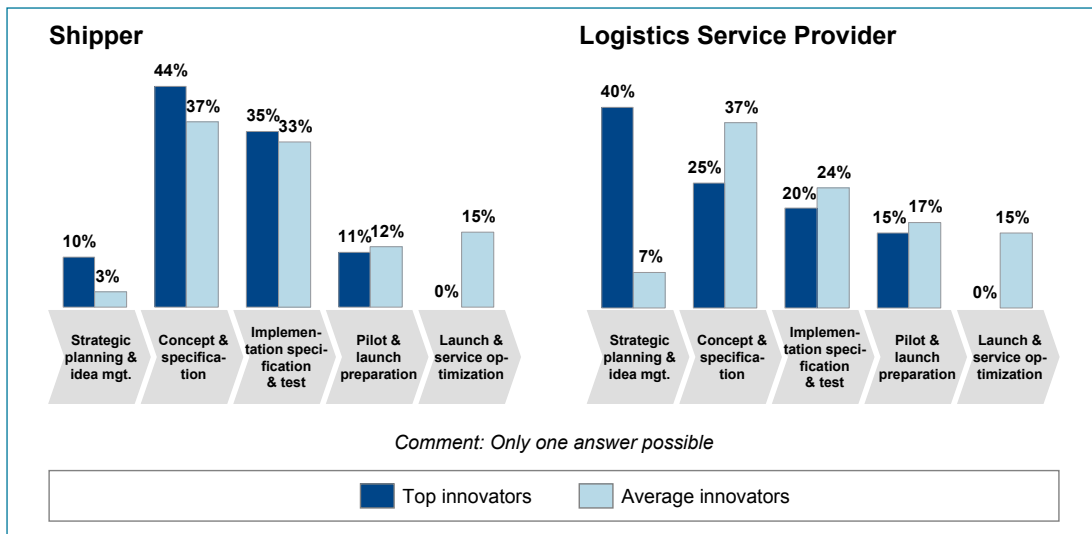 Shipper
44%
37%
35%
33%
10%
3%
11%
12%
15%
0%
Strategic
planning &
idea mgt.
Concept &
specifica-
tion
Implemen-
tation speci-
fication
& test
Pilot &
launch
preparation
Launch &
service op-
timization
Logistics Service Provider
40%
7%
25%
37%
20%
24%
15%
17%
0%
15%
Strategic
planning &
idea mgt.
Concept &
specifica-
tion
Implemen-
tation speci-
fication
& test
Pilot &
launch
preparation
Launch &
service op-
timization
Comment: Only one answer possible
Top innovators
Average innovators